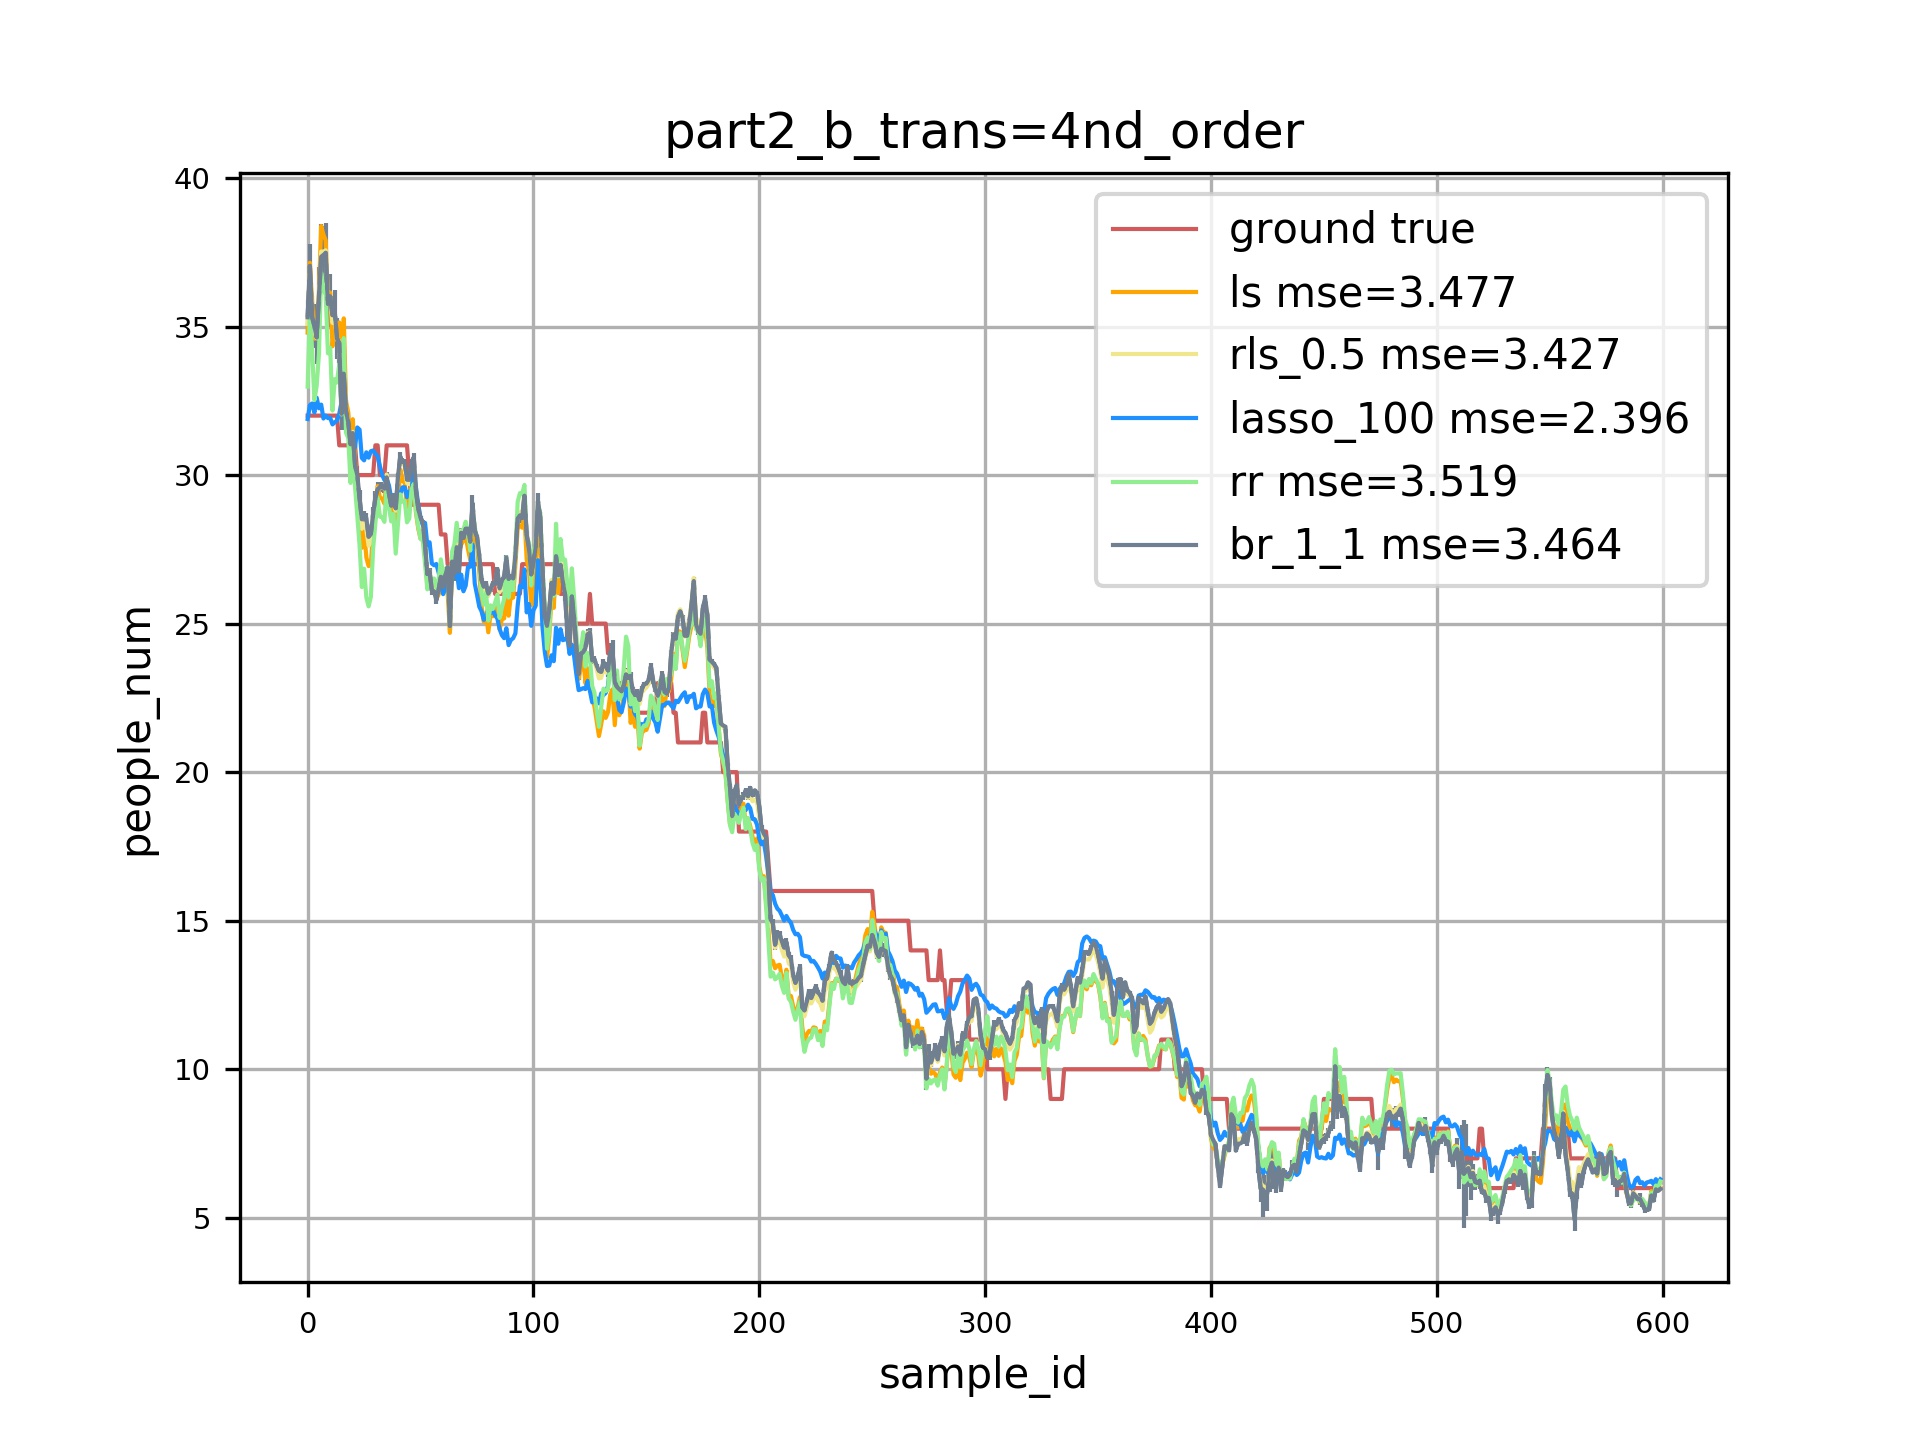 part2_b_trans=4nd_order
40
35
30
25
20
15
10
5
people_num
ground true
ls mse=3.477
rls_0.5 mse=3.427
lasso_100 mse=2.396
rr mse=3.519
br_1_1 mse=3.464
0 100 200 300 400 500 600
sample_id